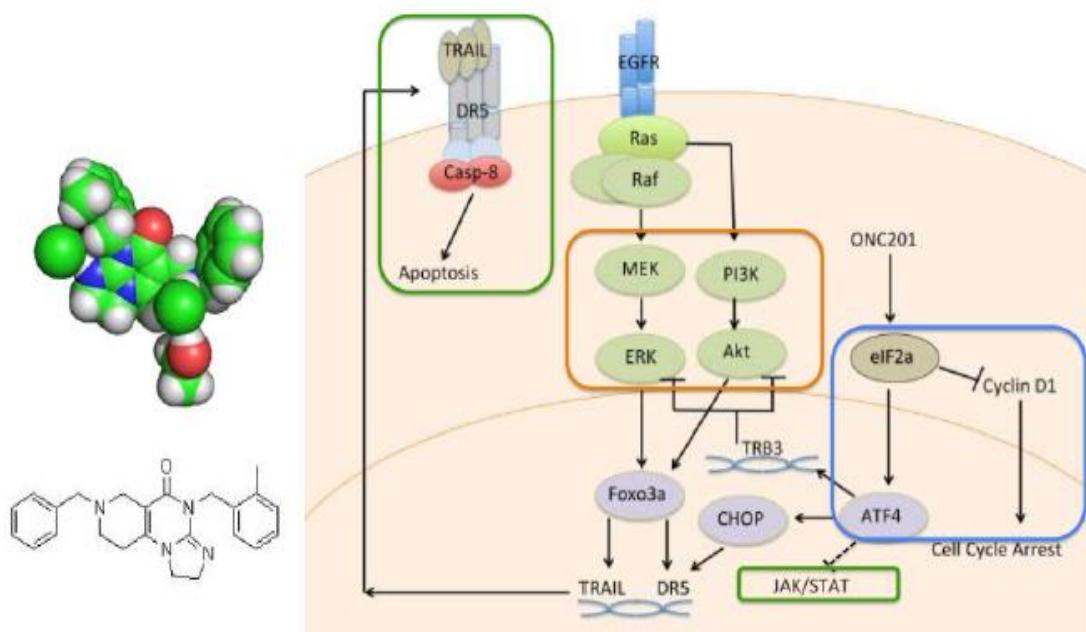 TRAIL
DR5
Casp-8
Apoptosis
EGFR
Ras
Raf
MEK
PI3K
ERK
Akt
ONC201
eIF2a
Cyclin D1
TRB3
Foxo3a
CHOP
ATF4
Cell Cycle Arrest
TRAIL DR5
JAK/STAT
O
N
N
N
N